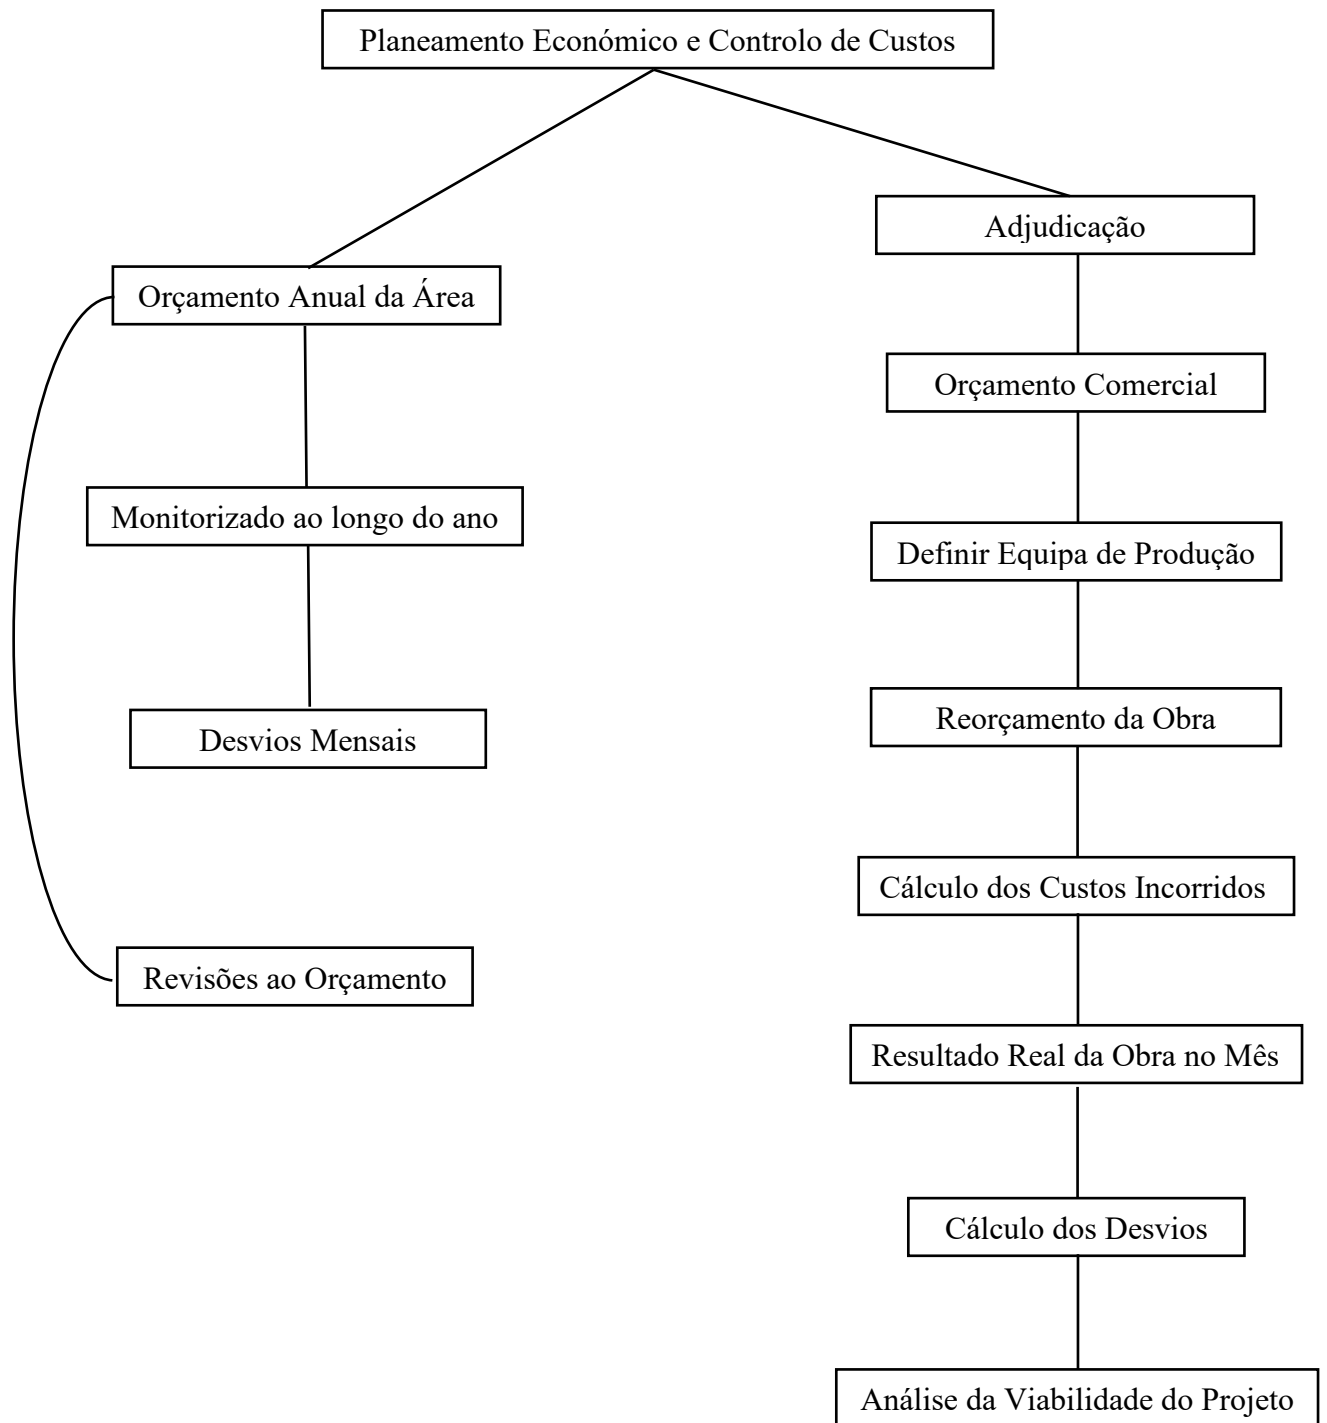 Planeamento Económico e Controlo de Custos
Adjudicação
Orçamento Anual da Área
Orçamento Comercial
Monitorizado ao longo do ano
Definir Equipa de Produção
Reorçamento da Obra
Desvios Mensais
Cálculo dos Custos Incorridos
Revisões ao Orçamento
Resultado Real da Obra no Mês
Cálculo dos Desvios
Análise da Viabilidade do Projeto